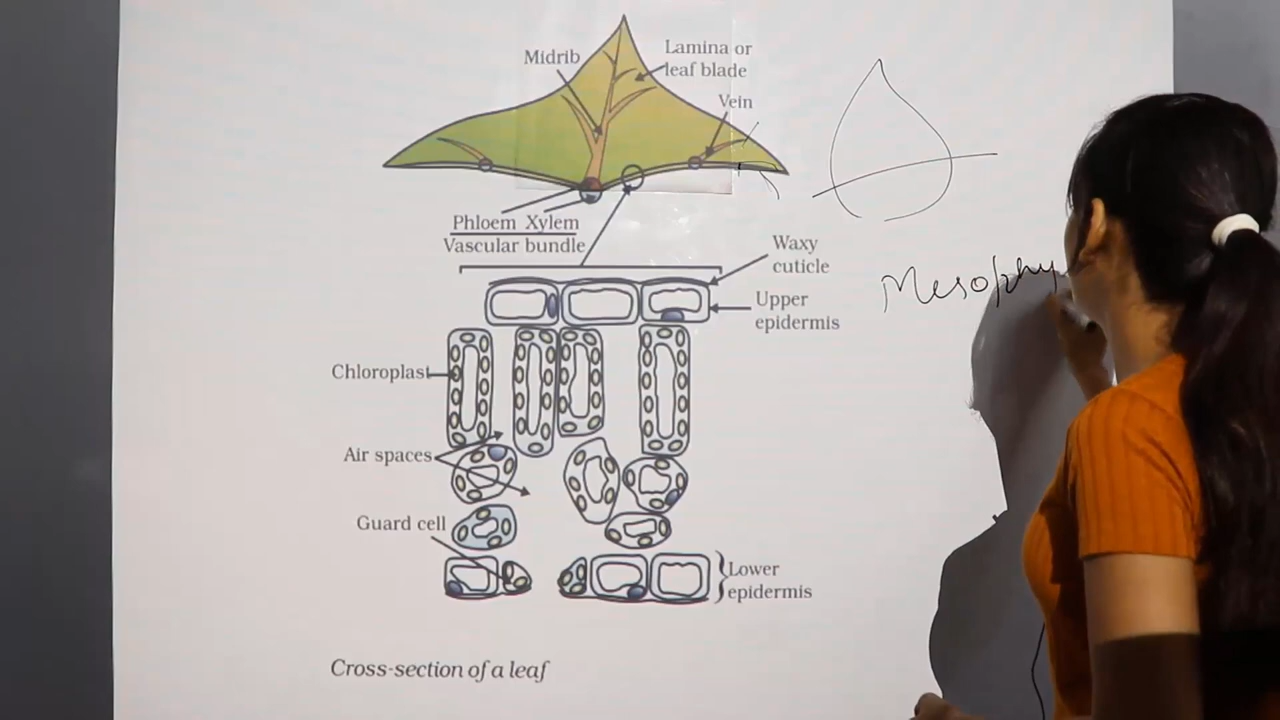 Midrib
Lamina or
leaf blade
Vein
Phloem Xylem
Vascular bundle
Waxy
cuticle
Mesophy
Upper
epidermis
Chloroplast
Air spaces
Guard cell
Lower
epidermis
Cross-section of a leaf